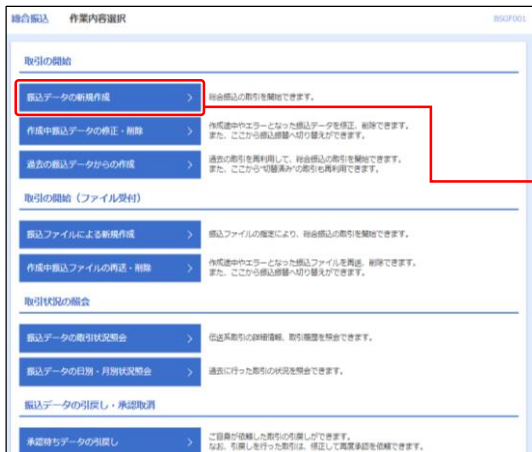 総合振込 作業内容選択 BSGF001
取引の開始
振込データの新規作成 総合振込の取引を開始できます。
作成中振込データの修正・削除 作成途中やエラーとなった振込データを修正、削除できます。
また、ここから振込振替へ切り替えができます。
過去の振込データからの作成 過去の取引を再利用して、総合振込の取引を開始できます。
また、ここから“切替済み”の取引も再利用できます。
取引の開始（ファイル受付）
振込ファイルによる新規作成 振込ファイルの指定により、総合振込の取引を開始できます。
作成中振込ファイルの再送・削除 作成途中やエラーとなった振込ファイルを再送、削除できます。
また、ここから振込振替へ切り替えができます。
取引状況の照会
振込データの取引状況照会 伝送系取引の詳細情報、取引履歴を照会できます。
振込データの日別・月別状況照会 過去に行った取引の状況を照会できます。
振込データの引戻し・承認取消
承認待ちデータの引戻し ご自身が依頼した取引の引戻しができます。
なお、引戻しを行った取引は、修正して再度承認を依頼できます。